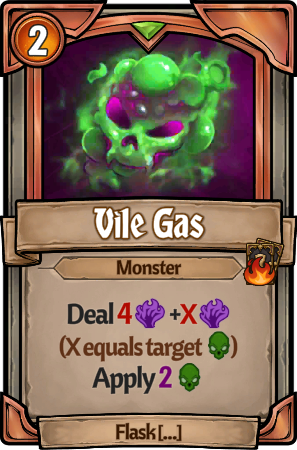 2
Vile Gas
Monster
Deal 4 +X
(X equals target )
Apply 2
Flask [...]